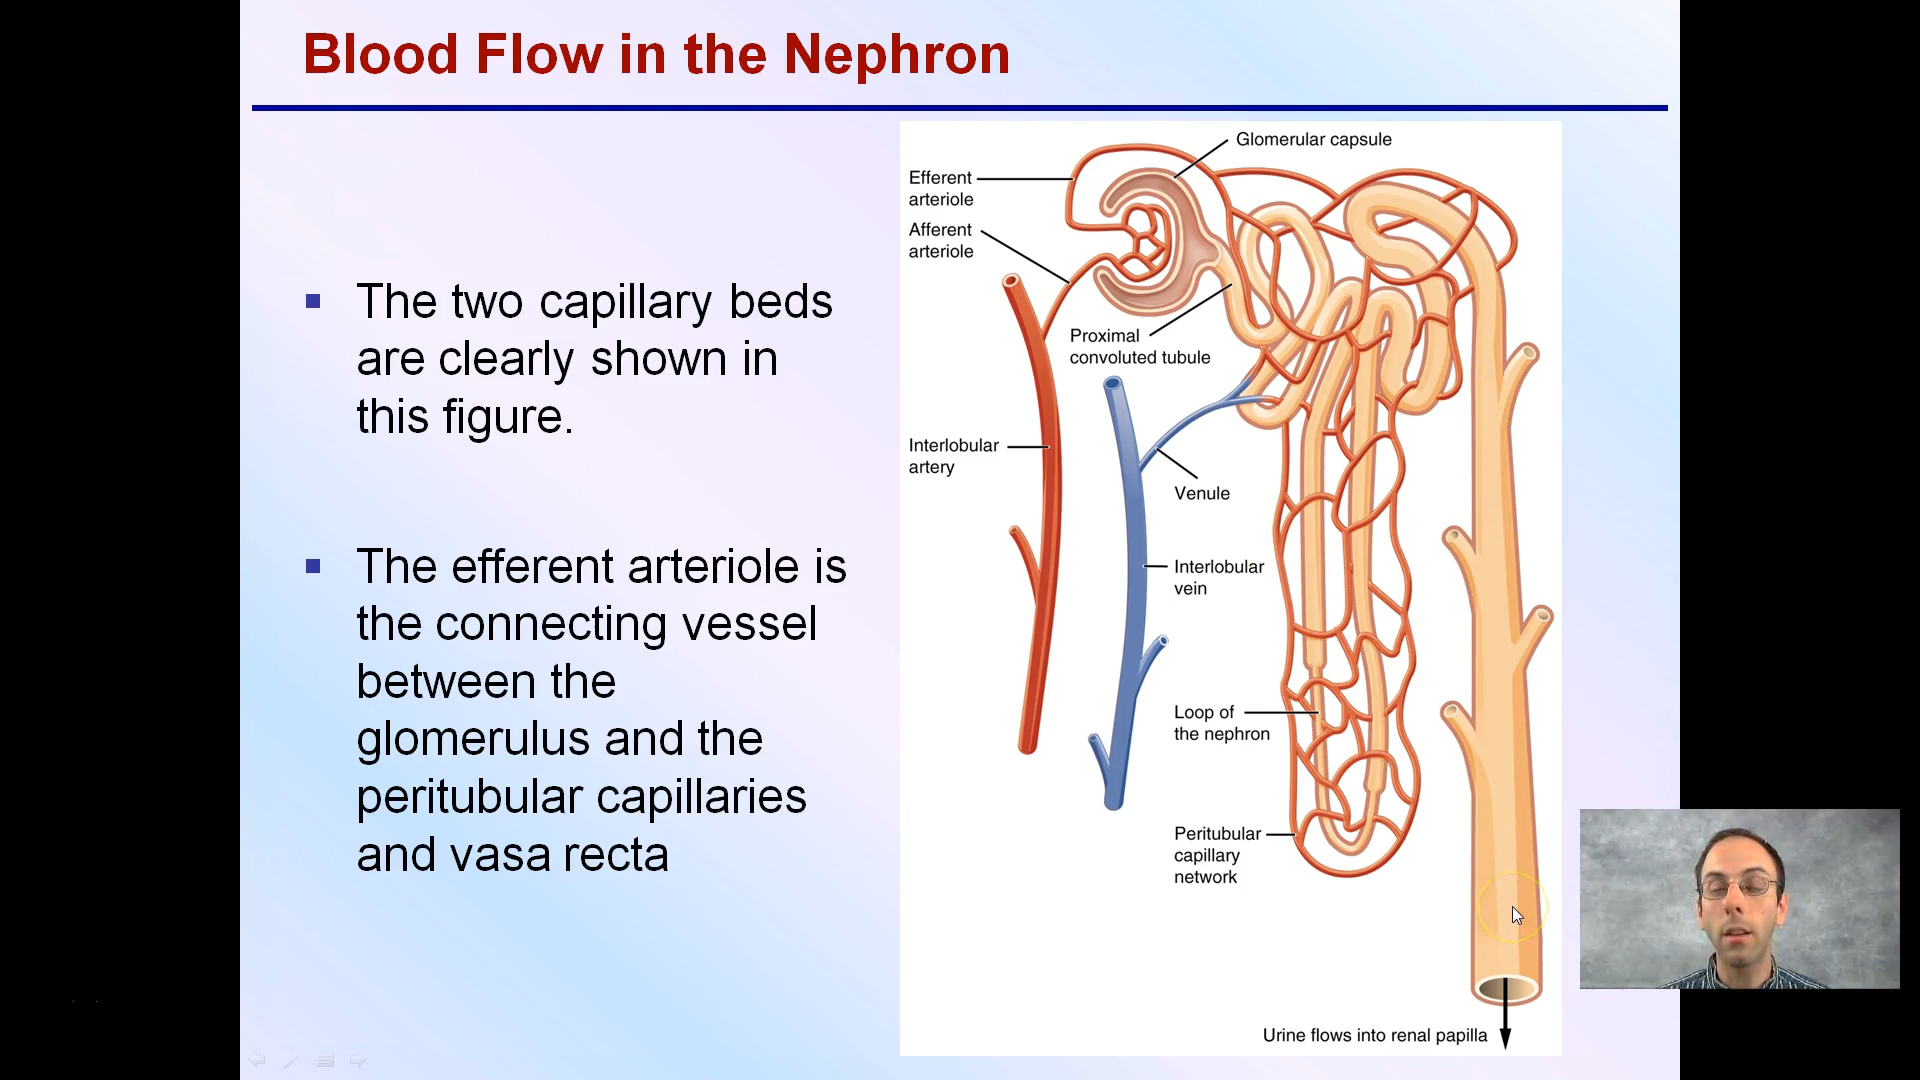 Blood Flow in the Nephron
The two capillary beds
are clearly shown in
this figure.
The efferent arteriole is
the connecting vessel
between the
glomerulus and the
peritubular capillaries
and vasa recta
Glomerular capsule
Efferent
arteriole
Afferent
arteriole
Proximal
convoluted tubule
Interlobular
artery
Venule
Interlobular
vein
Loop of
the nephron
Peritubular
capillary
network
Urine flows into renal papilla